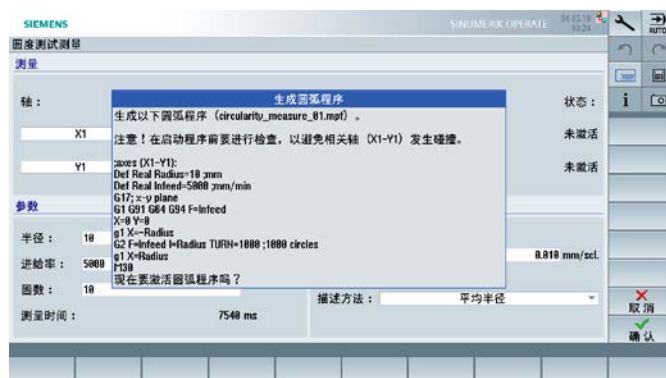 SIEMENS
SINUMERIK OPERATE
AUTO
圆度测试测量
测量
轴：
状态：
X1
未激活
Y1
未激活
生成圆弧程序
生成以下圆弧程序（circularity_measure_01.mpf）。
注意！在启动程序前要进行检查，以避免相关轴（X1-Y1）发生碰撞。
;axes (X1-Y1):
Def Real Radius=10 ;mm
Def Real Infeed=5000 ;mm/min
G17; x-y plane
G1 G91 G64 G94 F=Infeed
X=0 Y=0
g1 X=-Radius
G2 F=Infeed I=Radius TURN=1000 ;1000 circles
g1 X=Radius
M30
现在要激活圆弧程序吗？
参数
半径：
10
进给率：
5000
0.010 mm/scl.
圆数：
10
描述方法：
平均半径
测量时间：
7540 ms
取消
确认